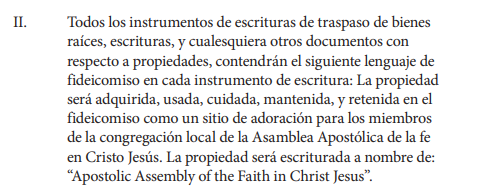 II. Todos los instrumentos de escrituras de traspaso de bienes
raíces, escrituras, y cualesquiera otros documentos con
respecto a propiedades, contendrán el siguiente lenguaje de
fideicomiso en cada instrumento de escritura: La propiedad
será adquirida, usada, cuidada, mantenida, y retenida en el
fideicomiso como un sitio de adoración para los miembros
de la congregación local de la Asamblea Apostólica de la fe
en Cristo Jesús. La propiedad será escriturada a nombre de:
“Apostolic Assembly of the Faith in Christ Jesus”.